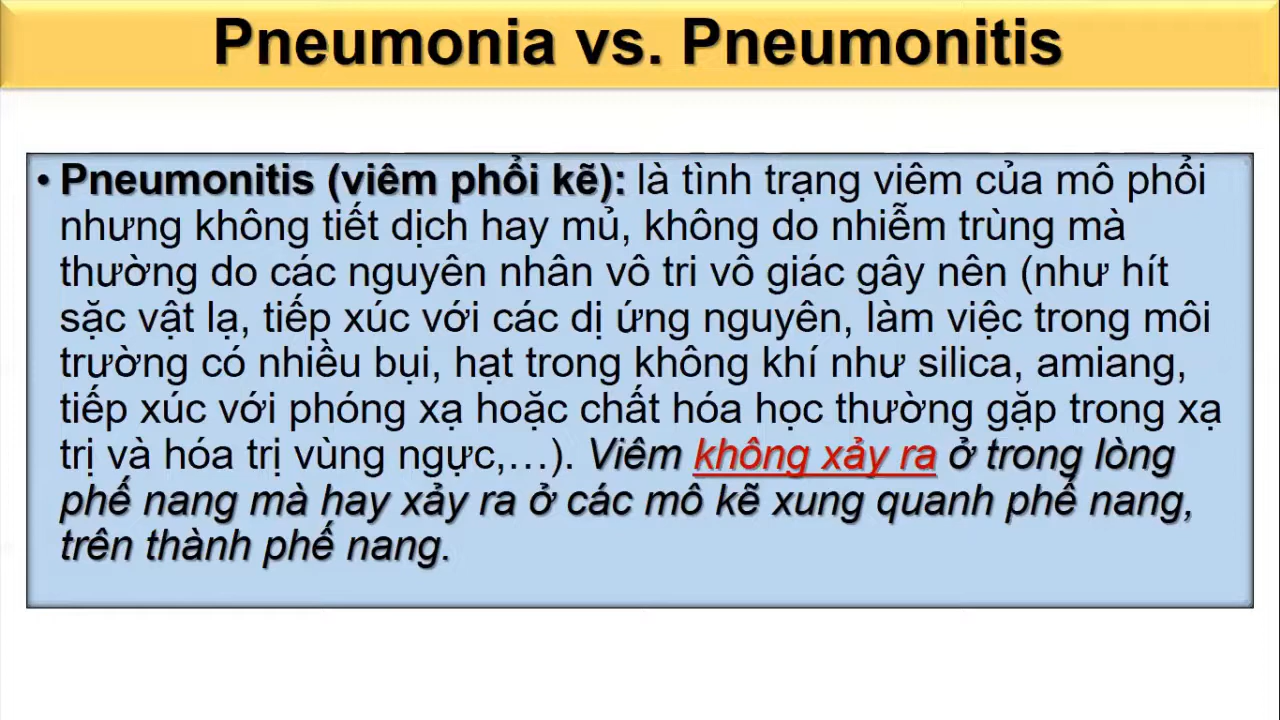 Pneumonia vs. Pneumonitis
• Pneumonitis (viêm phổi kẽ): là tình trạng viêm của mô phổi
nhưng không tiết dịch hay mủ, không do nhiễm trùng mà
thường do các nguyên nhân vô tri vô giác gây nên (như hít
sặc vật lạ, tiếp xúc với các dị ứng nguyên, làm việc trong môi
trường có nhiều bụi, hạt trong không khí như silica, amiang,
tiếp xúc với phóng xạ hoặc chất hóa học thường gặp trong xạ
trị và hóa trị vùng ngực,...). Viêm không xảy ra ở trong lòng
phế nang mà hay xảy ra ở các mô kẽ xung quanh phế nang,
trên thành phế nang.